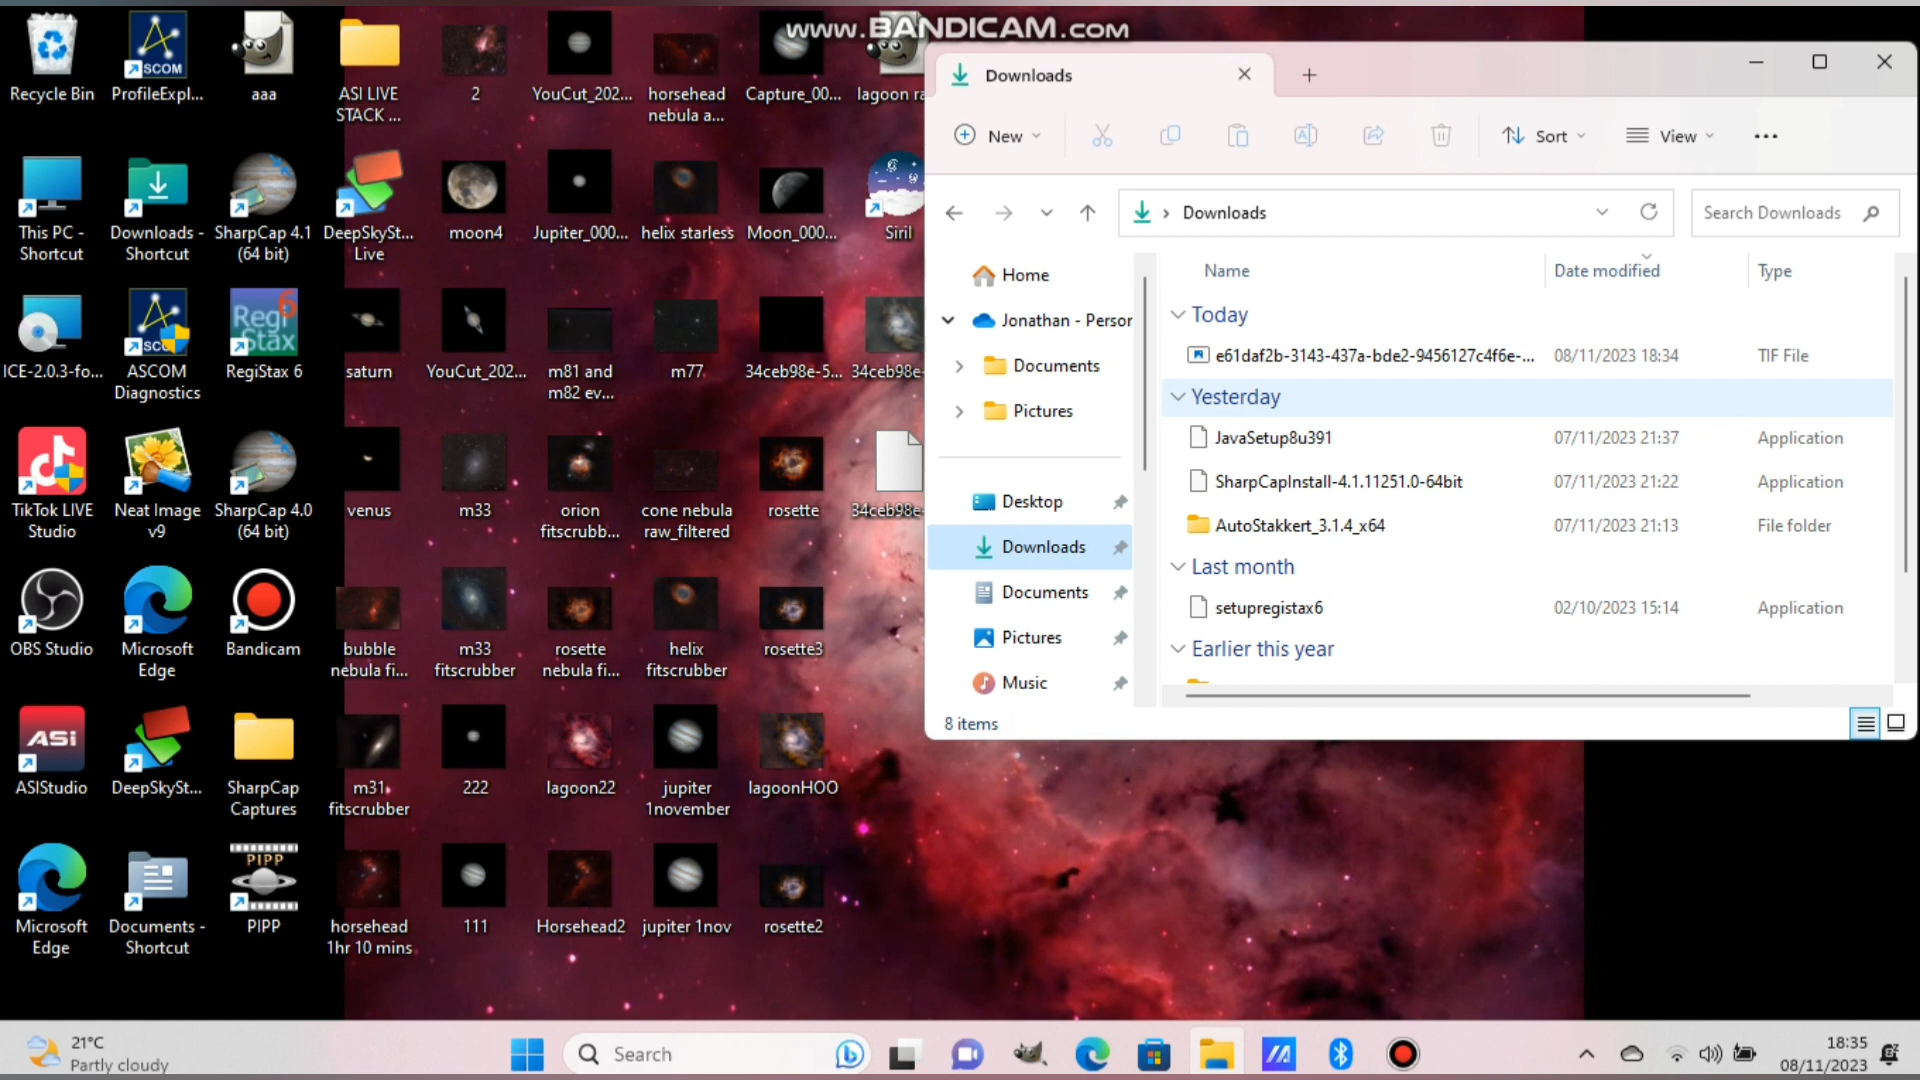 www.BANDICAM.com
Recycle Bin
ProfileExpl...
aaa
ASI LIVE
STACK ...
2
YouCut_202...
horsehead
nebula a...
Capture_00...
lagoon ra
SCOM
This PC -
Shortcut
Downloads -
Shortcut
SharpCap 4.1
(64 bit)
DeepSkySt...
Live
moon4
Jupiter_000...
helix starless
Moon_000...
Siril
Regi
Stax
6
ICE-2.0.3-fo...
ASCOM
Diagnostics
RegiStax 6
saturn
YouCut_202...
m81 and
m82 ev...
m77
34ceb98e-5...
34ceb98e-
TikTok LIVE
Studio
Neat Image
v9
SharpCap 4.0
(64 bit)
venus
m33
orion
fitscrubb...
cone nebula
raw_filtered
rosette
34ceb98e-
OBS Studio
Microsoft
Edge
Bandicam
bubble
nebula fi...
m33
fitscrubber
rosette
nebula fi...
helix
fitscrubber
rosette3
ASi
ASIStudio
DeepSkySt...
SharpCap
Captures
m31
fitscrubber
222
lagoon22
jupiter
1november
lagoonHOO
PIPP
Microsoft
Edge
Documents -
Shortcut
PIPP
horsehead
1hr 10 mins
111
Horsehead2
jupiter 1nov
rosette2
Downloads
New
Sort
View
Downloads
Search Downloads
Home
Jonathan - Persor
Documents
Pictures
Desktop
Downloads
Documents
Pictures
Music
Name
Date modified
Type
Today
e61daf2b-3143-437a-bde2-9456127c4f6e-...
08/11/2023 18:34
TIF File
Yesterday
JavaSetup8u391
07/11/2023 21:37
Application
SharpCapInstall-4.1.11251.0-64bit
07/11/2023 21:22
Application
AutoStakkert_3.1.4_x64
07/11/2023 21:13
File folder
Last month
setupregistax6
02/10/2023 15:14
Application
Earlier this year
8 items
21°C
Partly cloudy
Search
18:35
08/11/2023